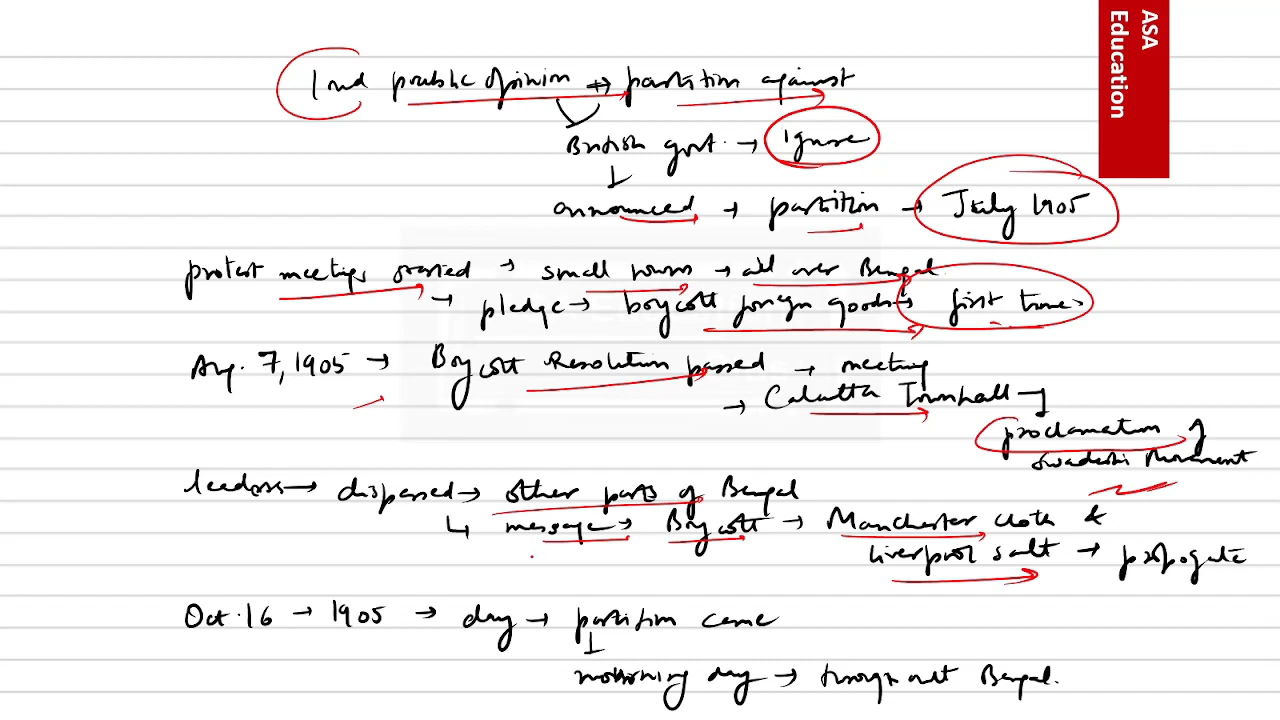 ASA
Education
Ind public opinion → partition against
British govt. → ignore
↓
announced → partition → July 1905
protest meetings started → small towns → all over Bengal
→ pledge → boycott foreign goods → first time
Aug. 7, 1905 → Boycott Resolution passed → meeting
→ Calcutta Townhall
proclamation of
Swadeshi Movement
leaders → dispersed → other parts of Bengal
↳ message → Boycott → Manchester cloth &
Liverpool salt → propogate
Oct. 16 → 1905 → day → partition came
↓
mourning day → throughout Bengal.